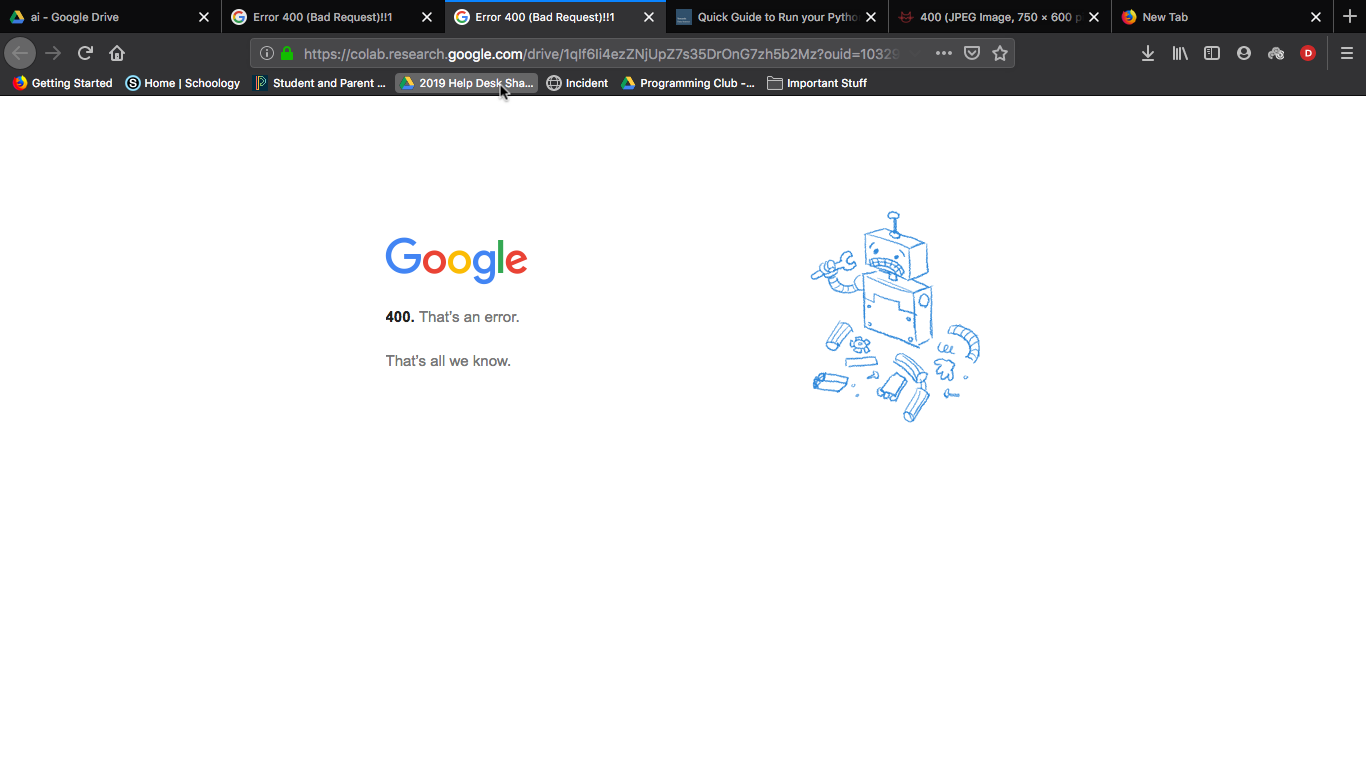 ai - Google Drive
Error 400 (Bad Request)!!1
Error 400 (Bad Request)!!1
Quick Guide to Run your Pytho
400 (JPEG Image, 750 × 600 p
New Tab
https://colab.research.google.com/drive/1qIf6Ii4ezZNjUpZ7s35DrOnG7zh5b2Mz?ouid=10329
D
Getting Started
Home | Schoology
Student and Parent ...
2019 Help Desk Sha...
Incident
Programming Club -...
Important Stuff
Google
400. That's an error.
That's all we know.